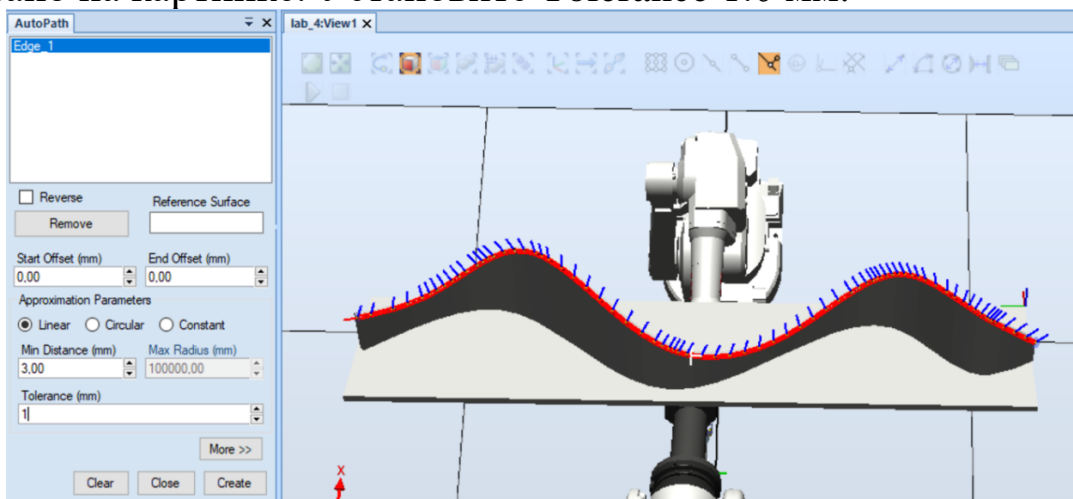 AutoPath
lab_4:View1
Edge_1
Reverse
Reference Surface
Remove
Start Offset (mm)
End Offset (mm)
0,00
0,00
Approximation Parameters
Linear
Circular
Constant
Min Distance (mm)
Max Radius (mm)
3,00
100000,00
Tolerance (mm)
1
More >>
Clear
Close
Create
X